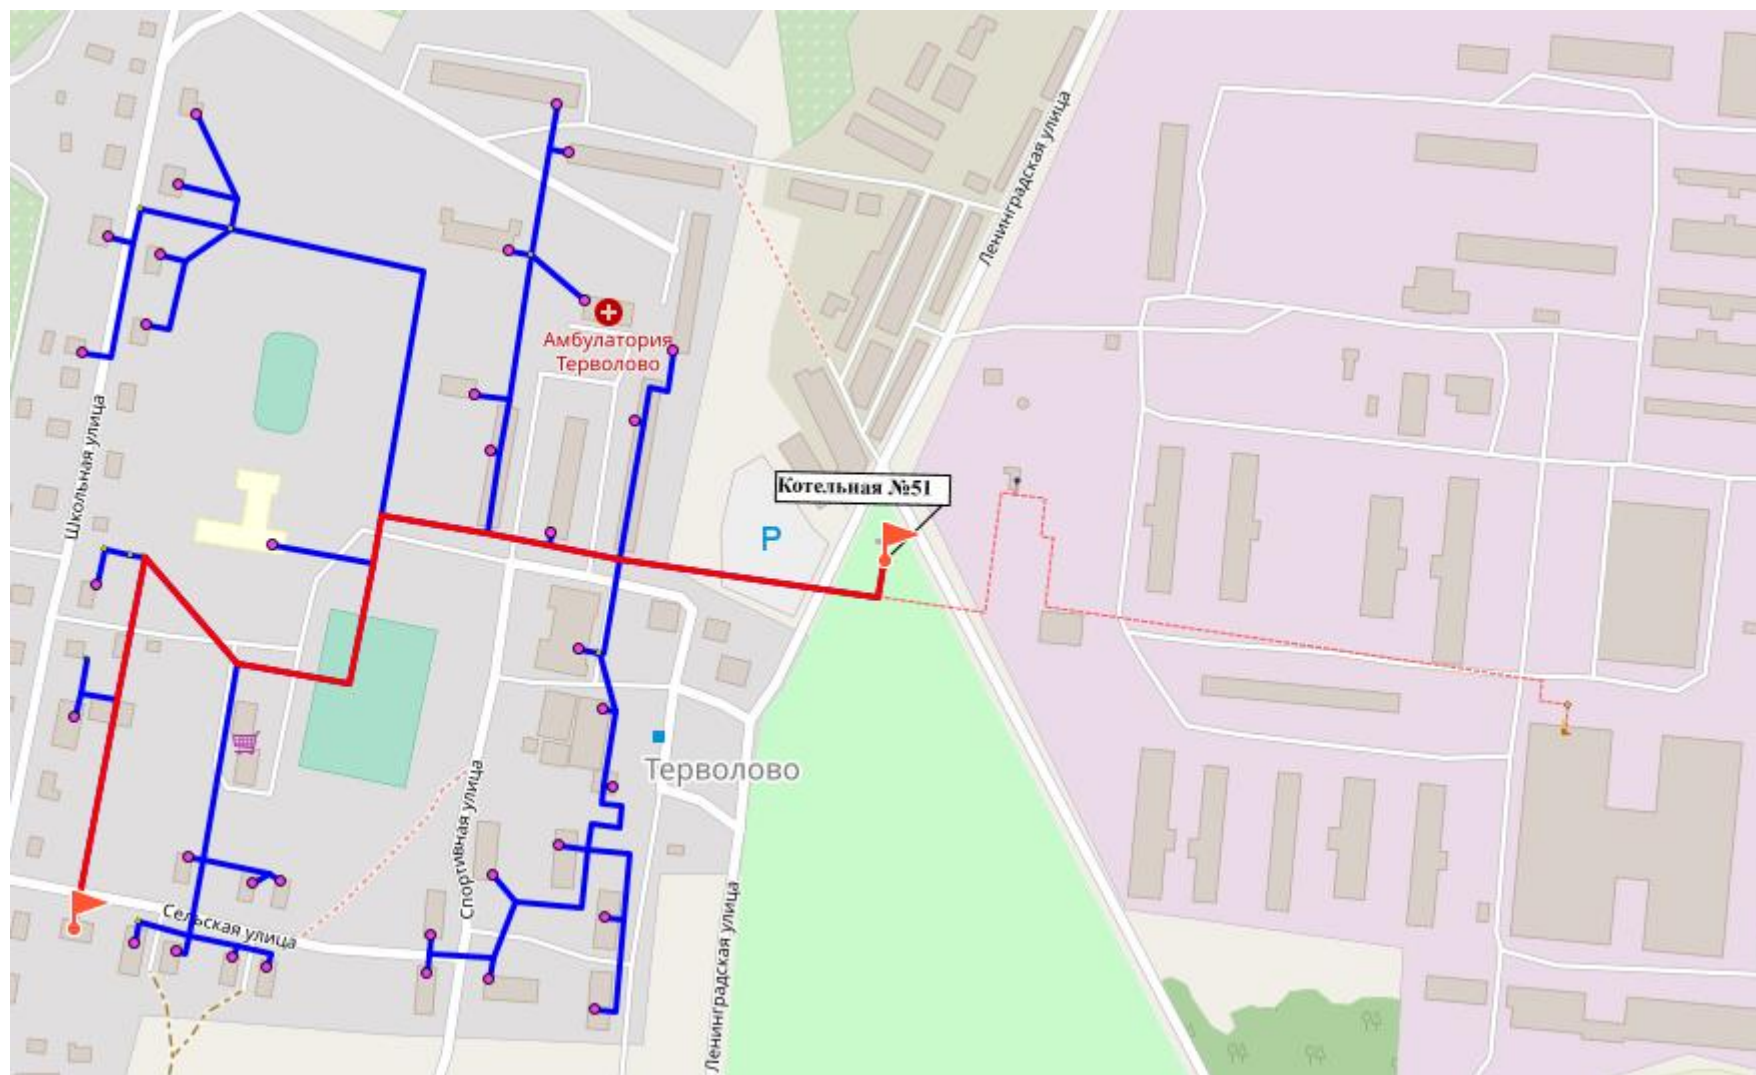 Ленинградская улица
Амбулатория
Терволово
Школьная улица
Котельная №51
P
Терволово
Спортивная улица
Сельская улица
Ленинградская улица